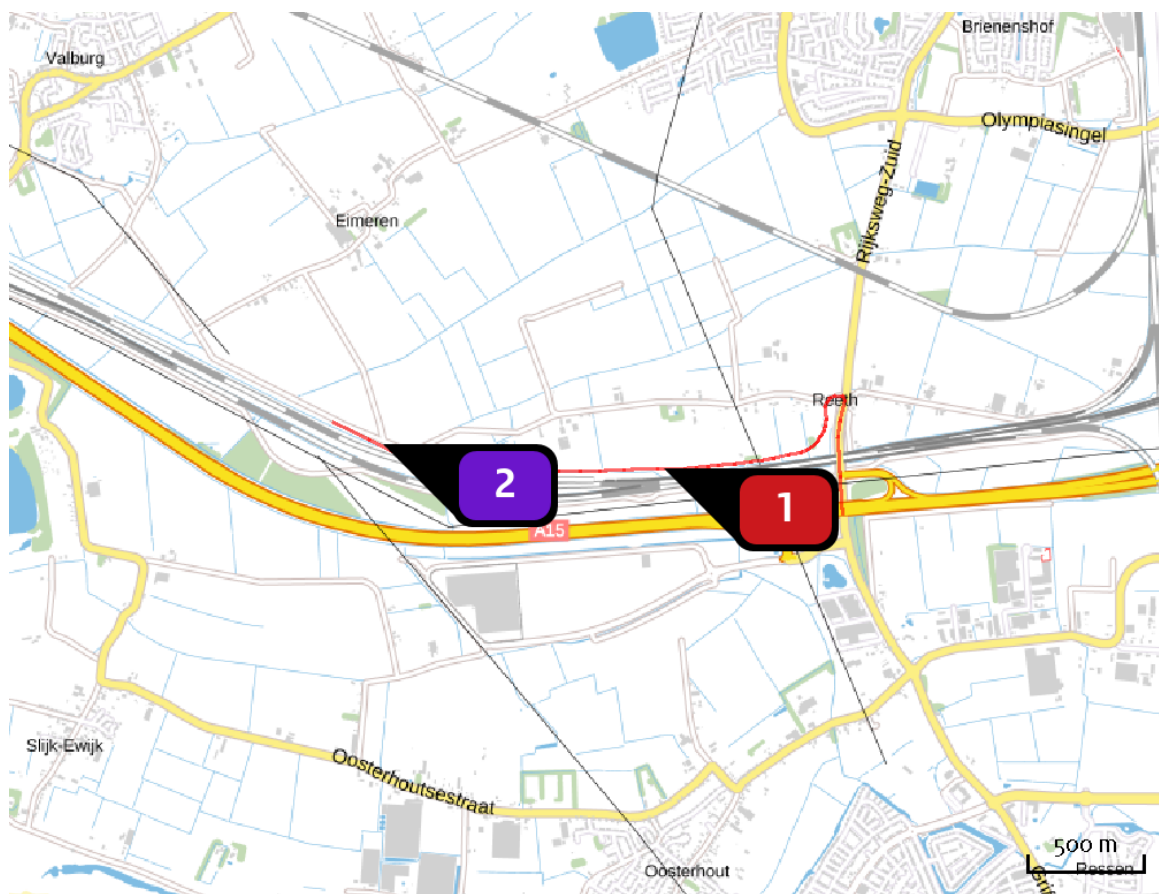 Brienenshof
Valburg
Olympiasingel
Rijksweg-Zuid
Eimeren
Reeth
2
1
A15
Slijk-Ewijk
Oosterhoutsestraat
500 m
Oosterhout
Ressen